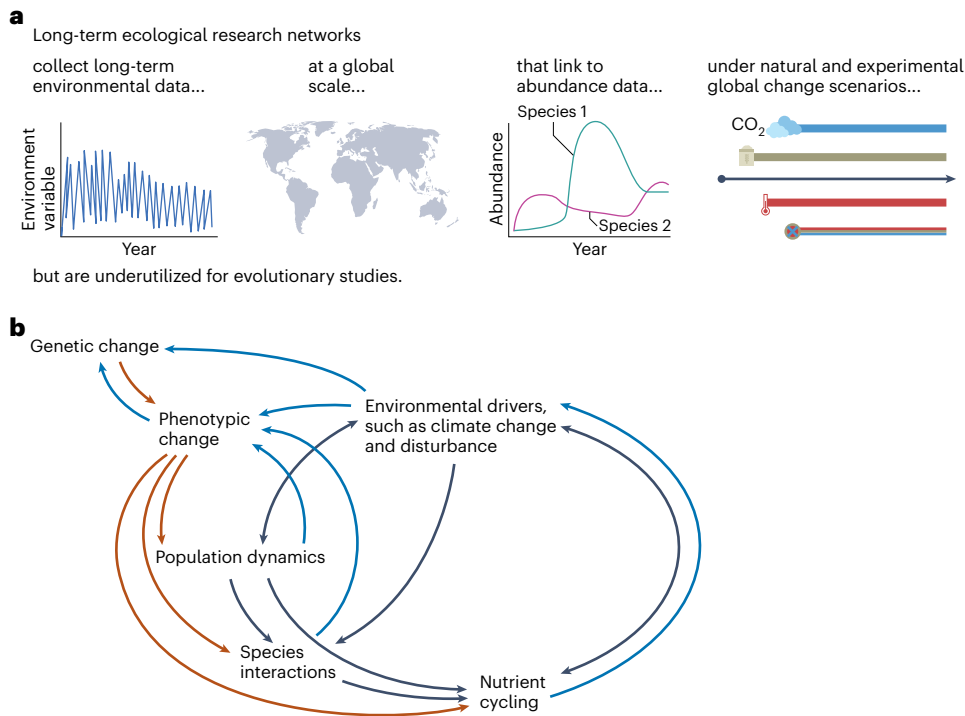 a
Long-term ecological research networks
collect long-term
environmental data...
at a global
scale...
that link to
abundance data...
under natural and experimental
global change scenarios...
Environment
variable
Year
Abundance
Species 1
Species 2
Year
CO2
but are underutilized for evolutionary studies.
b
Genetic change
Phenotypic
change
Environmental drivers,
such as climate change
and disturbance
Population dynamics
Species
interactions
Nutrient
cycling